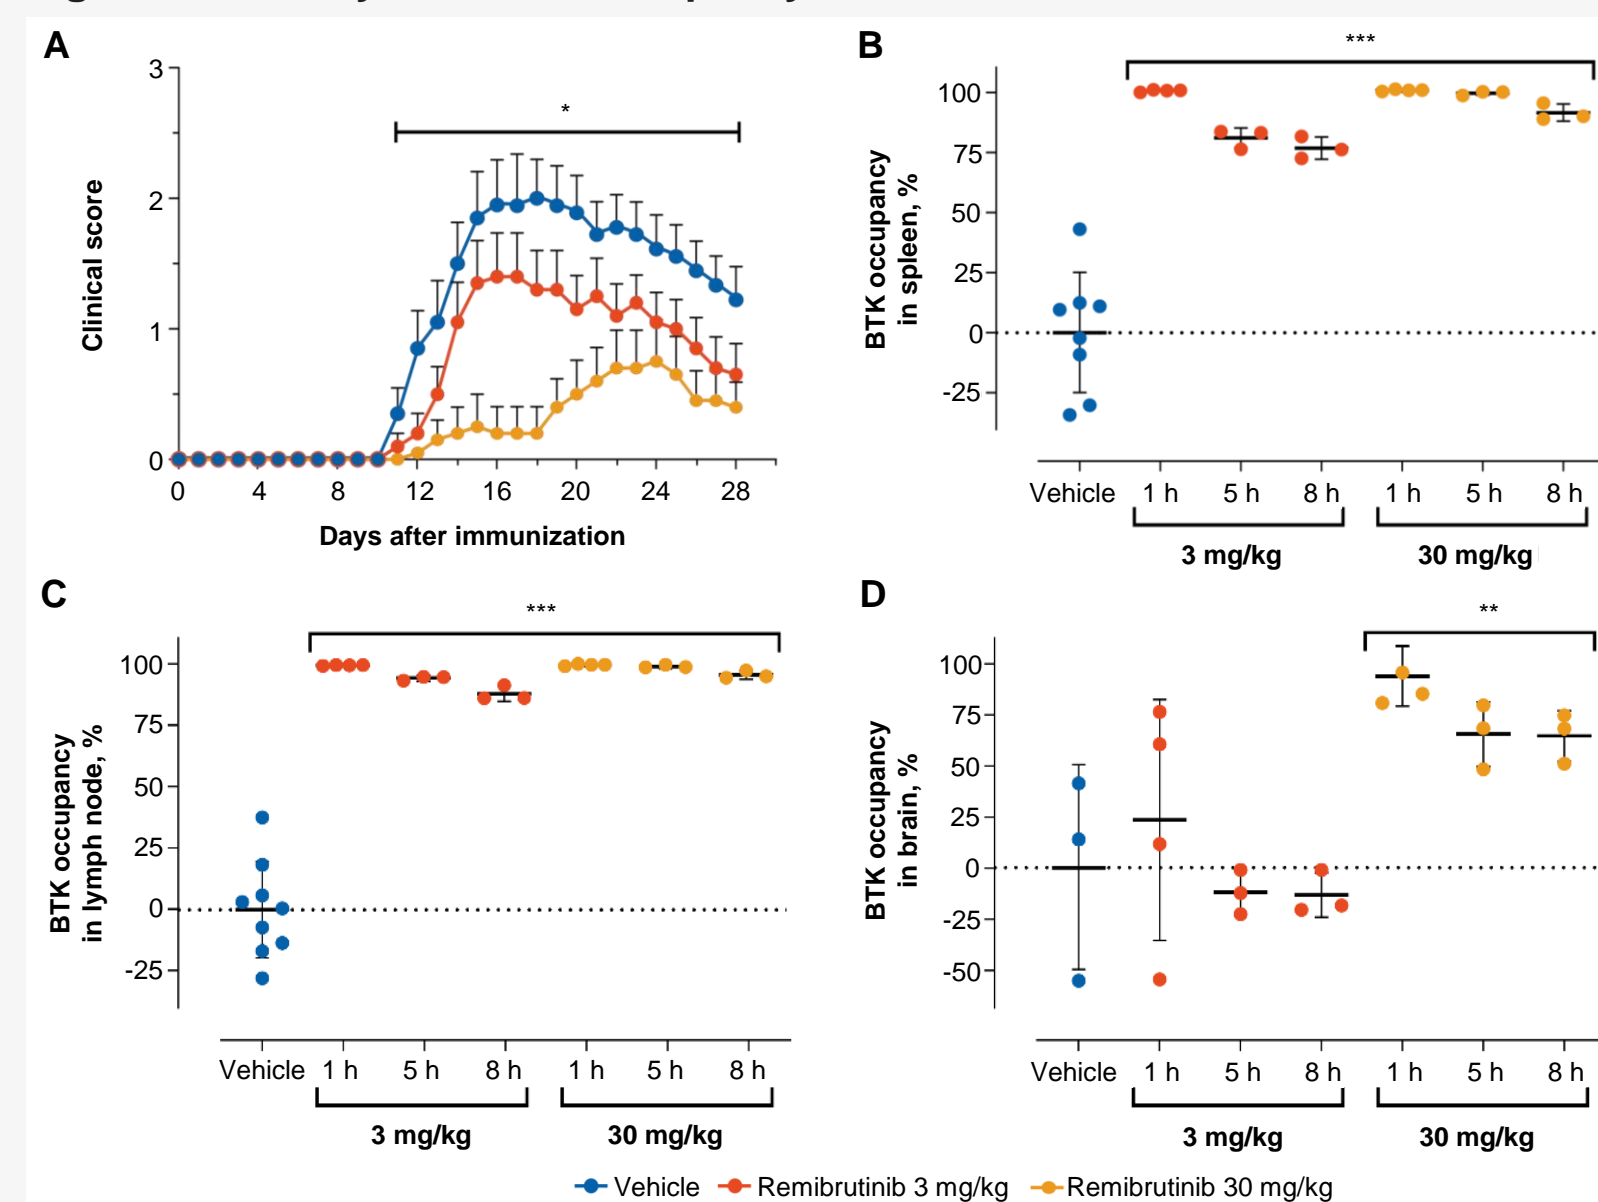 A
3
2
1
0
*
Clinical score
0 4 8 12 16 20 24 28
Days after immunization
B
***
100
75
50
25
0
-25
BTK occupancy
in spleen, %
Vehicle 1 h 5 h 8 h 1 h 5 h 8 h
3 mg/kg 30 mg/kg
C
***
100
75
50
25
0
-25
BTK occupancy
in lymph node, %
Vehicle 1 h 5 h 8 h 1 h 5 h 8 h
3 mg/kg 30 mg/kg
D
**
100
75
50
25
0
-25
-50
BTK occupancy
in brain, %
Vehicle 1 h 5 h 8 h 1 h 5 h 8 h
3 mg/kg 30 mg/kg
Vehicle Remibrutinib 3 mg/kg Remibrutinib 30 mg/kg